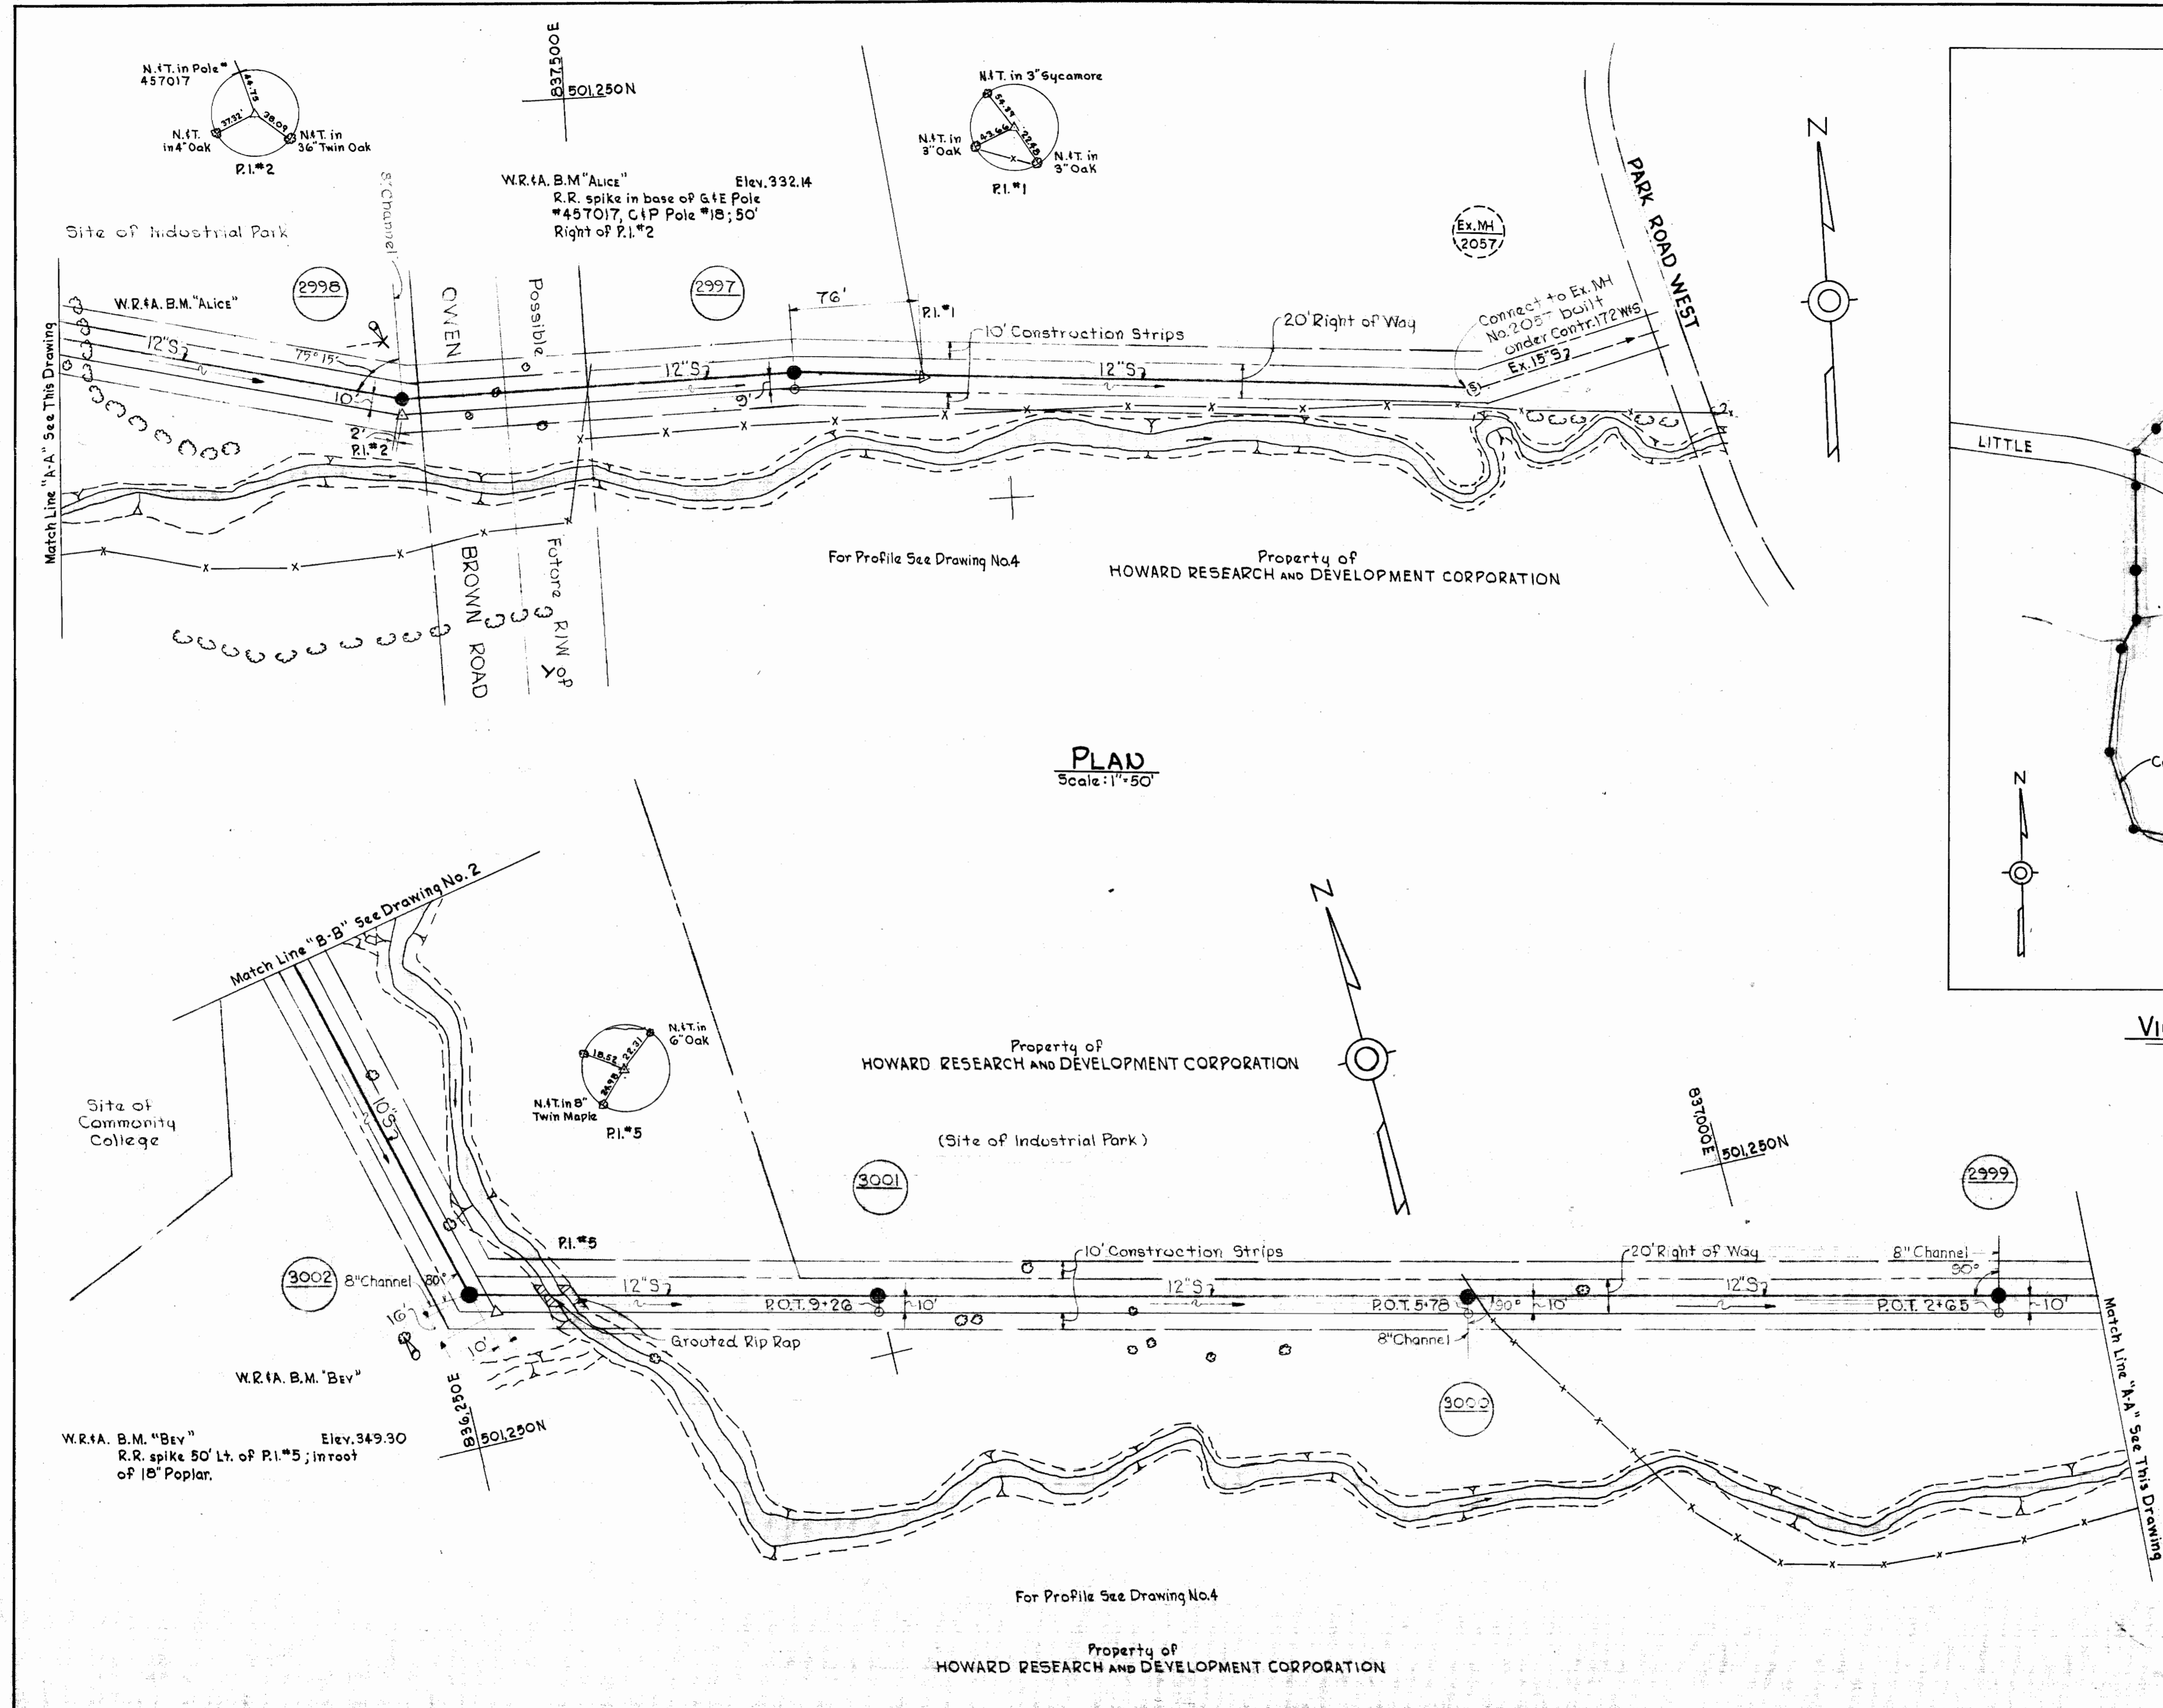 N.&T. in Pole #
457017
44.75
37.32'
38.09
N.&T.
in 4" Oak
N.&T. in
36" Twin Oak
P.I.#2
837,500E
501,250N
W.R.&A. B.M "ALICE" Elev. 332.14
R.R. spike in base of G&E Pole
#457017, C&P Pole #18; 50'
Right of P.I.#2
N.&T. in 3" Sycamore
43.66
22.48
N.&T. in
3" Oak
N.&T. in
3" Oak
P.I.#1
Site of Industrial Park
8" Channel
W.R.&A. B.M. "ALICE"
2998
OWEN
Possible
2997
76'
P.I.#1
10' Construction Strips
20' Right of Way
Ex. MH
2057
Connect to Ex. MH
No. 2057 built
under Contr. 172 W&S
Ex. 15" S
PARK ROAD WEST
N
12" S
75° 15'
10'
2'
P.I.#2
12" S
9'
12" S
Match Line "A-A" See This Drawing
BROWN ROAD
Future R/W of
For Profile See Drawing No.4
Property of
HOWARD RESEARCH AND DEVELOPMENT CORPORATION
LITTLE
N
PLAN
Scale: 1"=50'
Match Line "B-B" See Drawing No. 2
N
Site of
Community
College
10" S
18.52
22.31
24.98
N.&T. in
6" Oak
N.&T. in 8"
Twin Maple
P.I.#5
Property of
HOWARD RESEARCH AND DEVELOPMENT CORPORATION
(Site of Industrial Park)
837,000E
501,250N
3001
2999
P.I.#5
10' Construction Strips
20' Right of Way
8" Channel
90°
3002
8" Channel
80°
12" S
12" S
12" S
P.O.T. 9+26
10'
P.O.T. 5+78
90°
10'
P.O.T. 2+65
10'
16'
10'
Grouted Rip Rap
8" Channel
W.R.&A. B.M. "BEV"
3000
836,250E
501,250N
W.R.&A. B.M. "BEV" Elev. 349.30
R.R. spike 50' Lt. of P.I.#5; in root
of 18" Poplar.
Match Line "A-A" See This Drawing
For Profile See Drawing No.4
Property of
HOWARD RESEARCH AND DEVELOPMENT CORPORATION